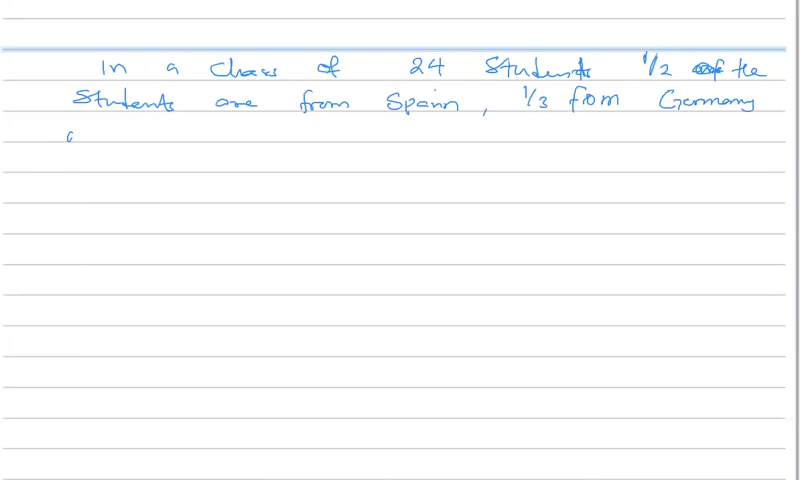 In a class of 24 students 1/2 of the
Students are from Spain, 1/3 from Germany